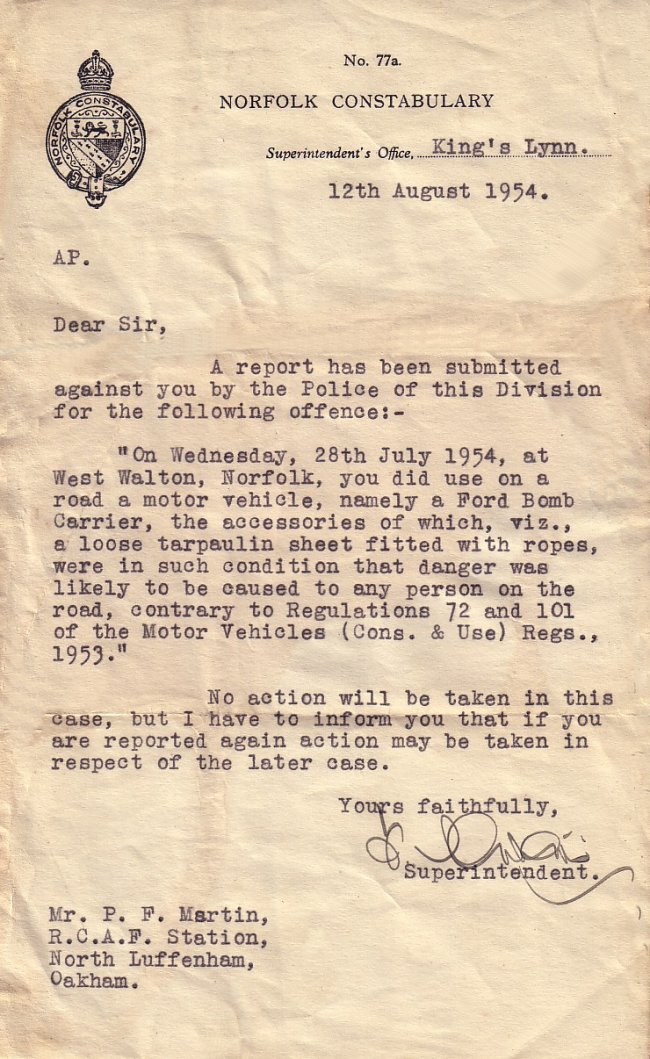 No. 77a.
NORFOLK CONSTABULARY
NORFOLK CONSTABULARY
Superintendent's Office, King's Lynn.
12th August 1954.
AP.
Dear Sir,
A report has been submitted
against you by the Police of this Division
for the following offence:-
"On Wednesday, 28th July 1954, at
West Walton, Norfolk, you did use on a
road a motor vehicle, namely a Ford Bomb
Carrier, the accessories of which, viz.,
a loose tarpaulin sheet fitted with ropes,
were in such condition that danger was
likely to be caused to any person on the
road, contrary to Regulations 72 and 101
of the Motor Vehicles (Cons. & Use) Regs.,
1953."
No action will be taken in this
case, but I have to inform you that if you
are reported again action may be taken in
respect of the later case.
Yours faithfully,
Superintendent.
Mr. P. F. Martin,
R.C.A.F. Station,
North Luffenham,
Oakham.